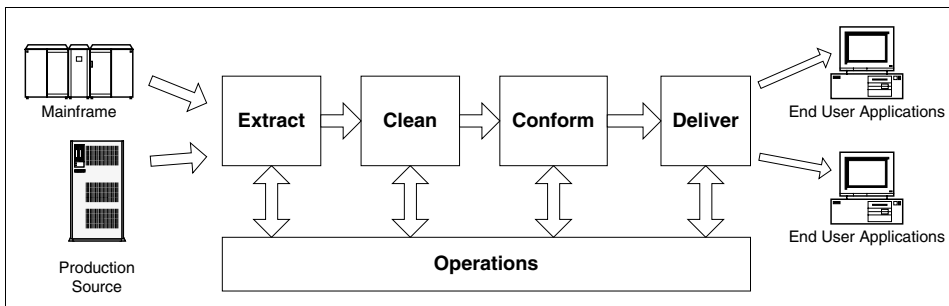 Mainframe
Production
Source
Extract
Clean
Conform
Deliver
Operations
End User Applications
End User Applications